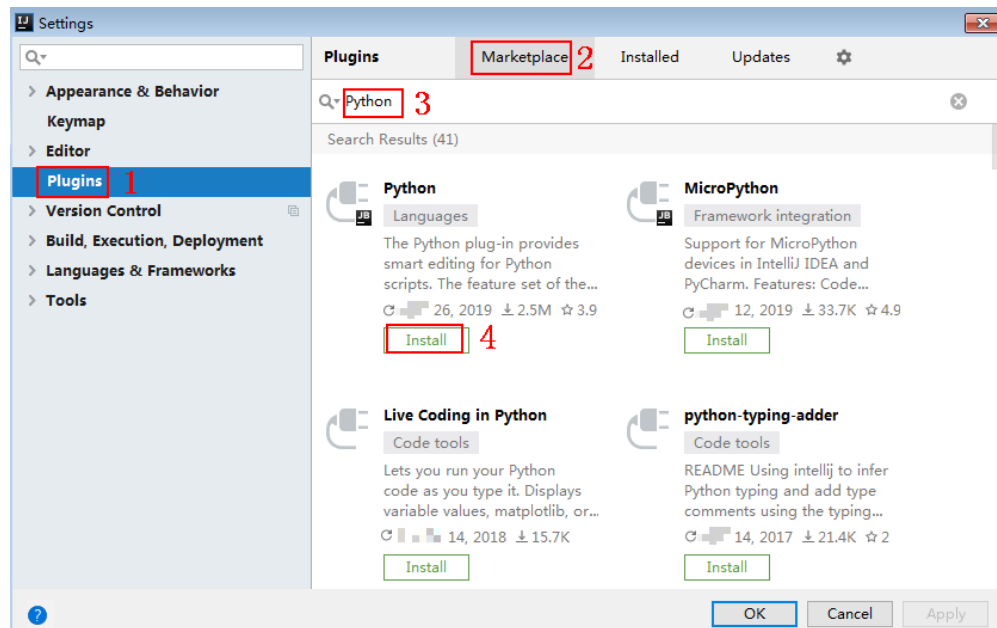 Settings
Appearance & Behavior
Keymap
Editor
Plugins 1
Version Control
Build, Execution, Deployment
Languages & Frameworks
Tools
Plugins Marketplace 2 Installed Updates
Python 3
Search Results (41)
Python
JB
Languages
The Python plug-in provides
smart editing for Python
scripts. The feature set of the...
26, 2019 2.5M 3.9
Install 4
MicroPython
JB
Framework integration
Support for MicroPython
devices in IntelliJ IDEA and
PyCharm. Features: Code...
12, 2019 33.7K 4.9
Install
Live Coding in Python
Code tools
Lets you run your Python
code as you type it. Displays
variable values, matplotlib, or...
14, 2018 15.7K
Install
python-typing-adder
Code tools
README Using intellij to infer
Python typing and add type
comments using the typing...
14, 2017 21.4K 2
Install
?
OK Cancel Apply